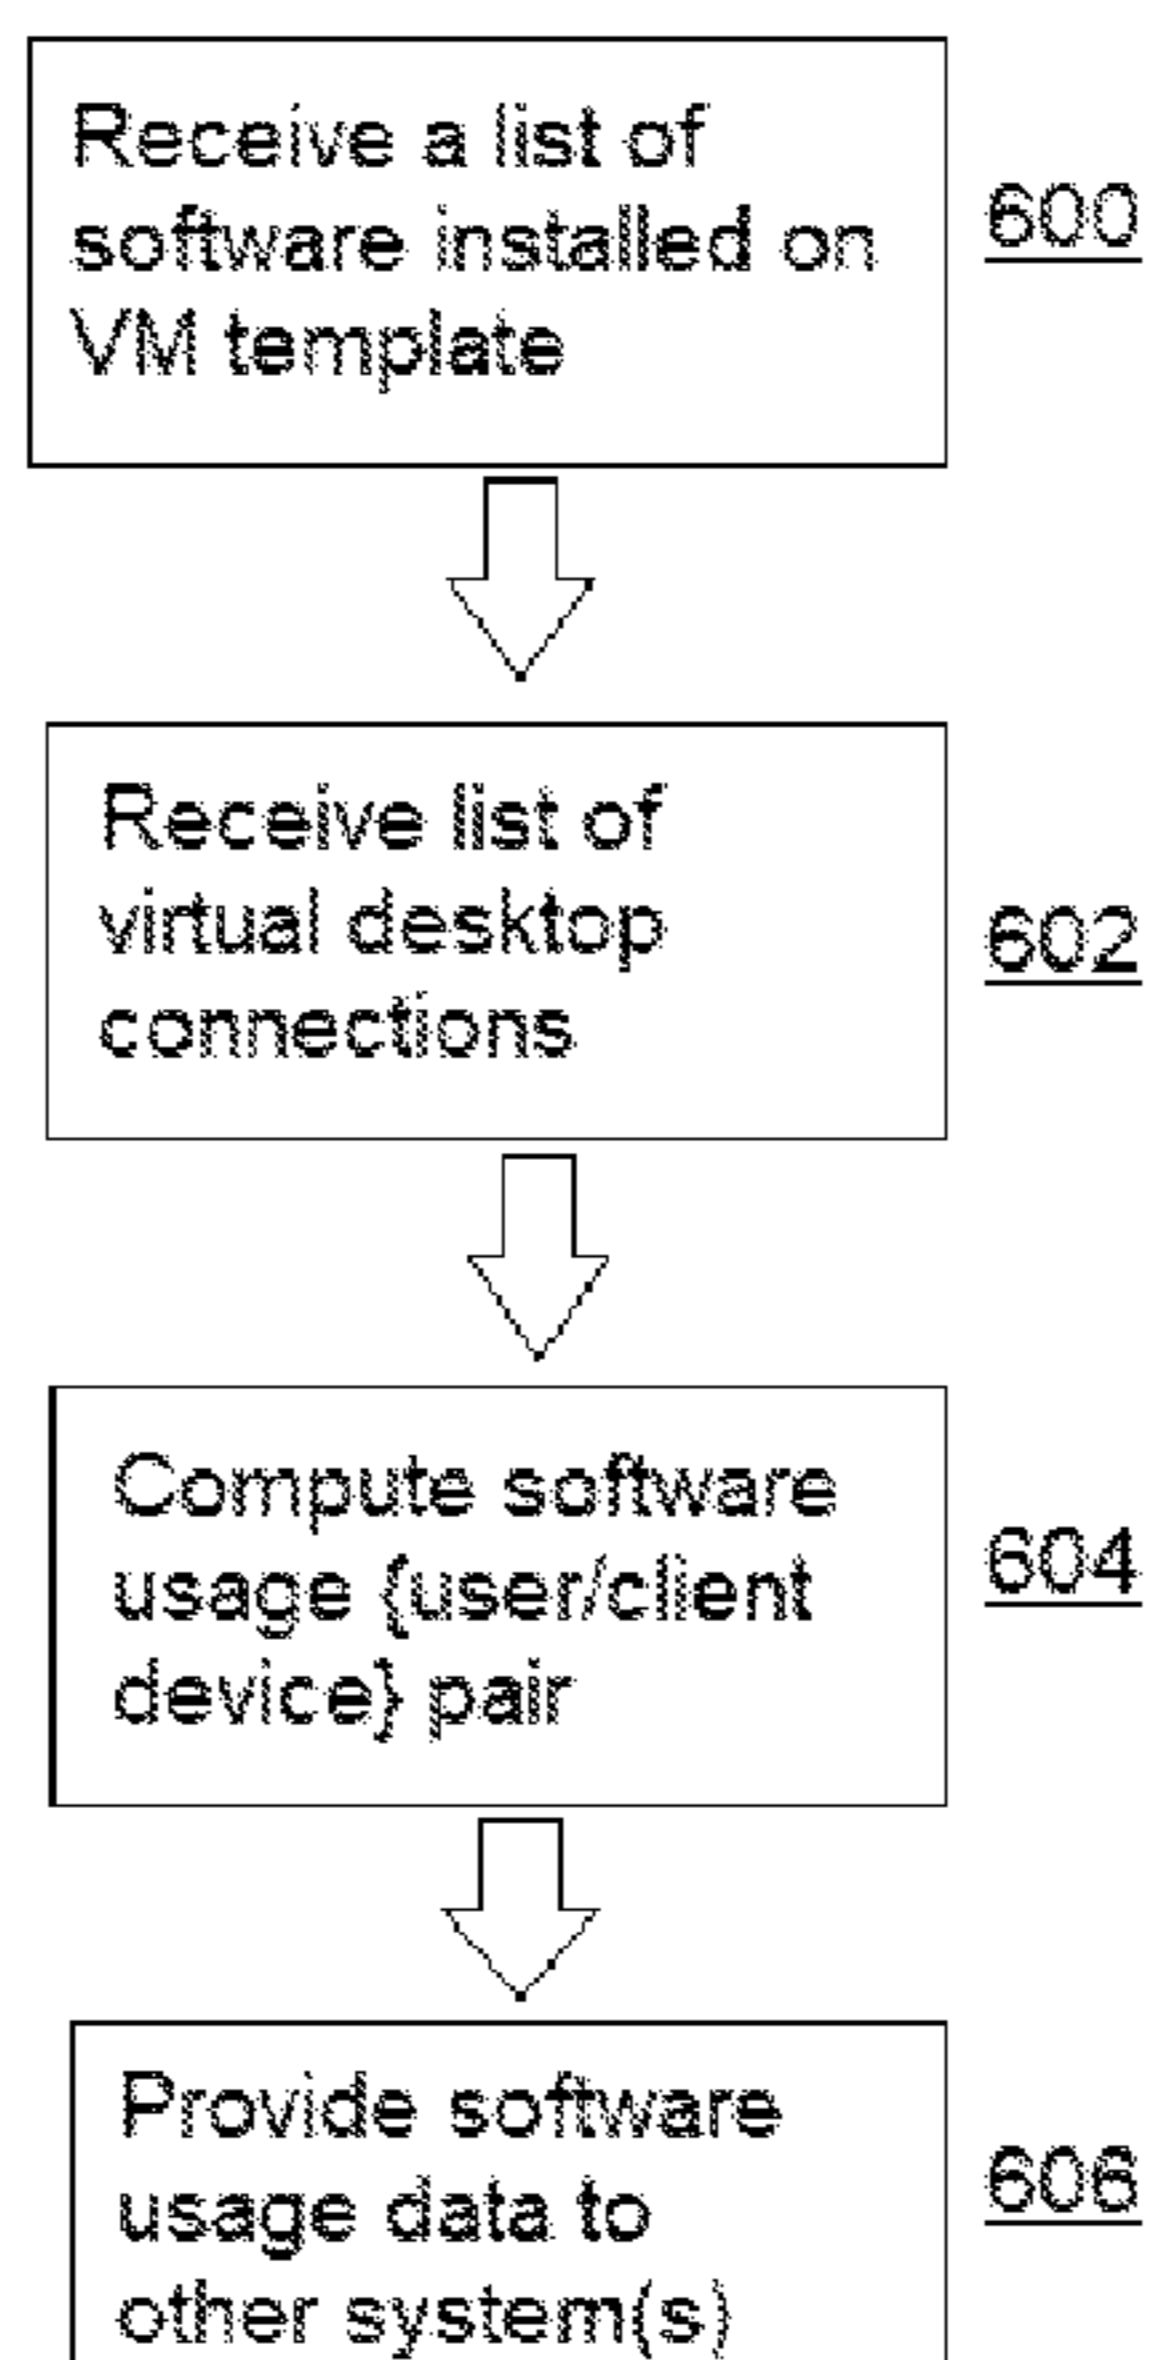 Receive a list of
software installed on
VM template
600
Receive list of
virtual desktop
connections
602
Compute software
usage {user/client
device} pair
604
Provide software
usage data to
other system(s)
606